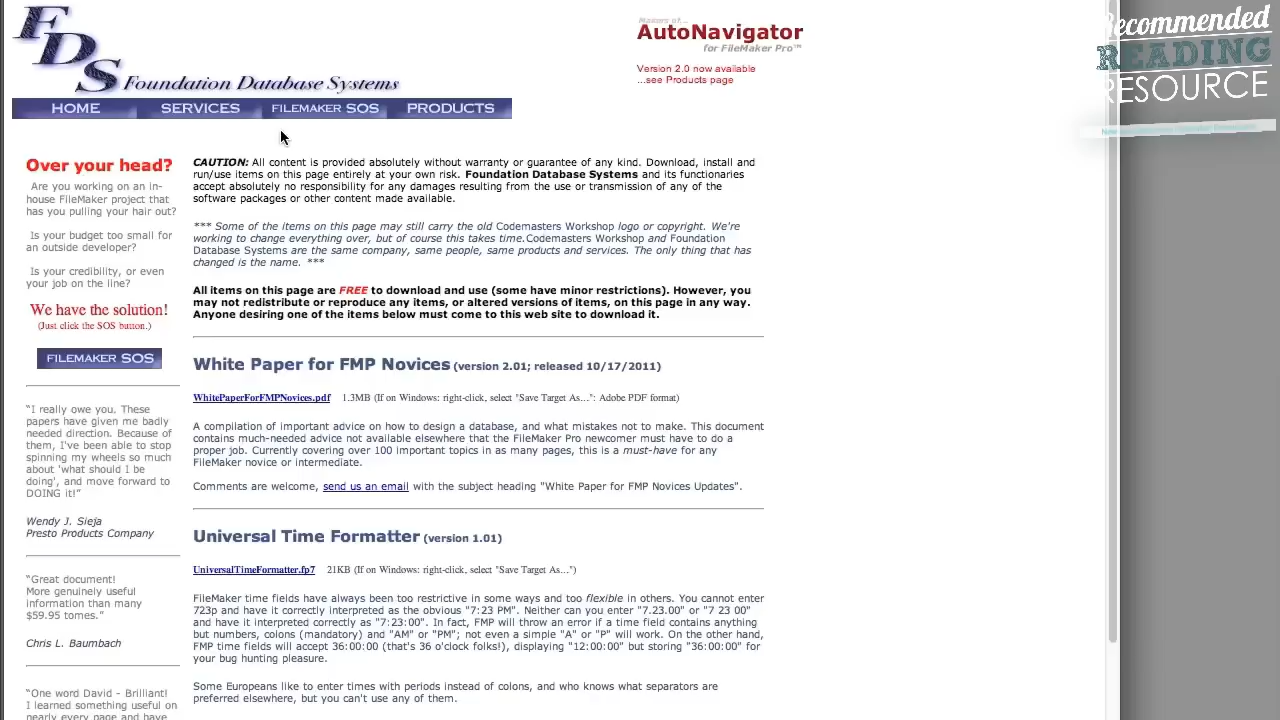 FDS
Foundation Database Systems
Makers of...
AutoNavigator
for FileMaker Pro™
Version 2.0 now available
...see Products page
Recommended
READING
RESOURCE
HOME SERVICES FILEMAKER SOS PRODUCTS
Over your head?
Are you working on an in-
house FileMaker project that
has you pulling your hair out?
Is your budget too small for
an outside developer?
Is your credibility, or even
your job on the line?
We have the solution!
(Just click the SOS button.)
FILEMAKER SOS
“I really owe you. These
papers have given me badly
needed direction. Because of
them, I've been able to stop
spinning my wheels so much
about 'what should I be
doing', and move forward to
DOING it!”
Wendy J. Sieja
Presto Products Company
“Great document!
More genuinely useful
information than many
$59.95 tomes.”
Chris L. Baumbach
“One word David - Brilliant!
I learned something useful on
nearly every page and have
CAUTION: All content is provided absolutely without warranty or guarantee of any kind. Download, install and
run/use items on this page entirely at your own risk. Foundation Database Systems and its functionaries
accept absolutely no responsibility for any damages resulting from the use or transmission of any of the
software packages or other content made available.
*** Some of the items on this page may still carry the old Codemasters Workshop logo or copyright. We're
working to change everything over, but of course this takes time.Codemasters Workshop and Foundation
Database Systems are the same company, same people, same products and services. The only thing that has
changed is the name. ***
All items on this page are FREE to download and use (some have minor restrictions). However, you
may not redistribute or reproduce any items, or altered versions of items, on this page in any way.
Anyone desiring one of the items below must come to this web site to download it.
White Paper for FMP Novices (version 2.01; released 10/17/2011)
WhitePaperForFMPNovices.pdf 1.3MB (If on Windows: right-click, select "Save Target As...": Adobe PDF format)
A compilation of important advice on how to design a database, and what mistakes not to make. This document
contains much-needed advice not available elsewhere that the FileMaker Pro newcomer must have to do a
proper job. Currently covering over 100 important topics in as many pages, this is a must-have for any
FileMaker novice or intermediate.
Comments are welcome, send us an email with the subject heading "White Paper for FMP Novices Updates".
Universal Time Formatter (version 1.01)
UniversalTimeFormatter.fp7 21KB (If on Windows: right-click, select "Save Target As...")
FileMaker time fields have always been too restrictive in some ways and too flexible in others. You cannot enter
723p and have it correctly interpreted as the obvious "7:23 PM". Neither can you enter "7.23.00" or "7 23 00"
and have it interpreted correctly as "7:23:00". In fact, FMP will throw an error if a time field contains anything
but numbers, colons (mandatory) and "AM" or "PM"; not even a simple "A" or "P" will work. On the other hand,
FMP time fields will accept 36:00:00 (that's 36 o'clock folks!), displaying "12:00:00" but storing "36:00:00" for
your bug hunting pleasure.
Some Europeans like to enter times with periods instead of colons, and who knows what separators are
preferred elsewhere, but you can't use any of them.